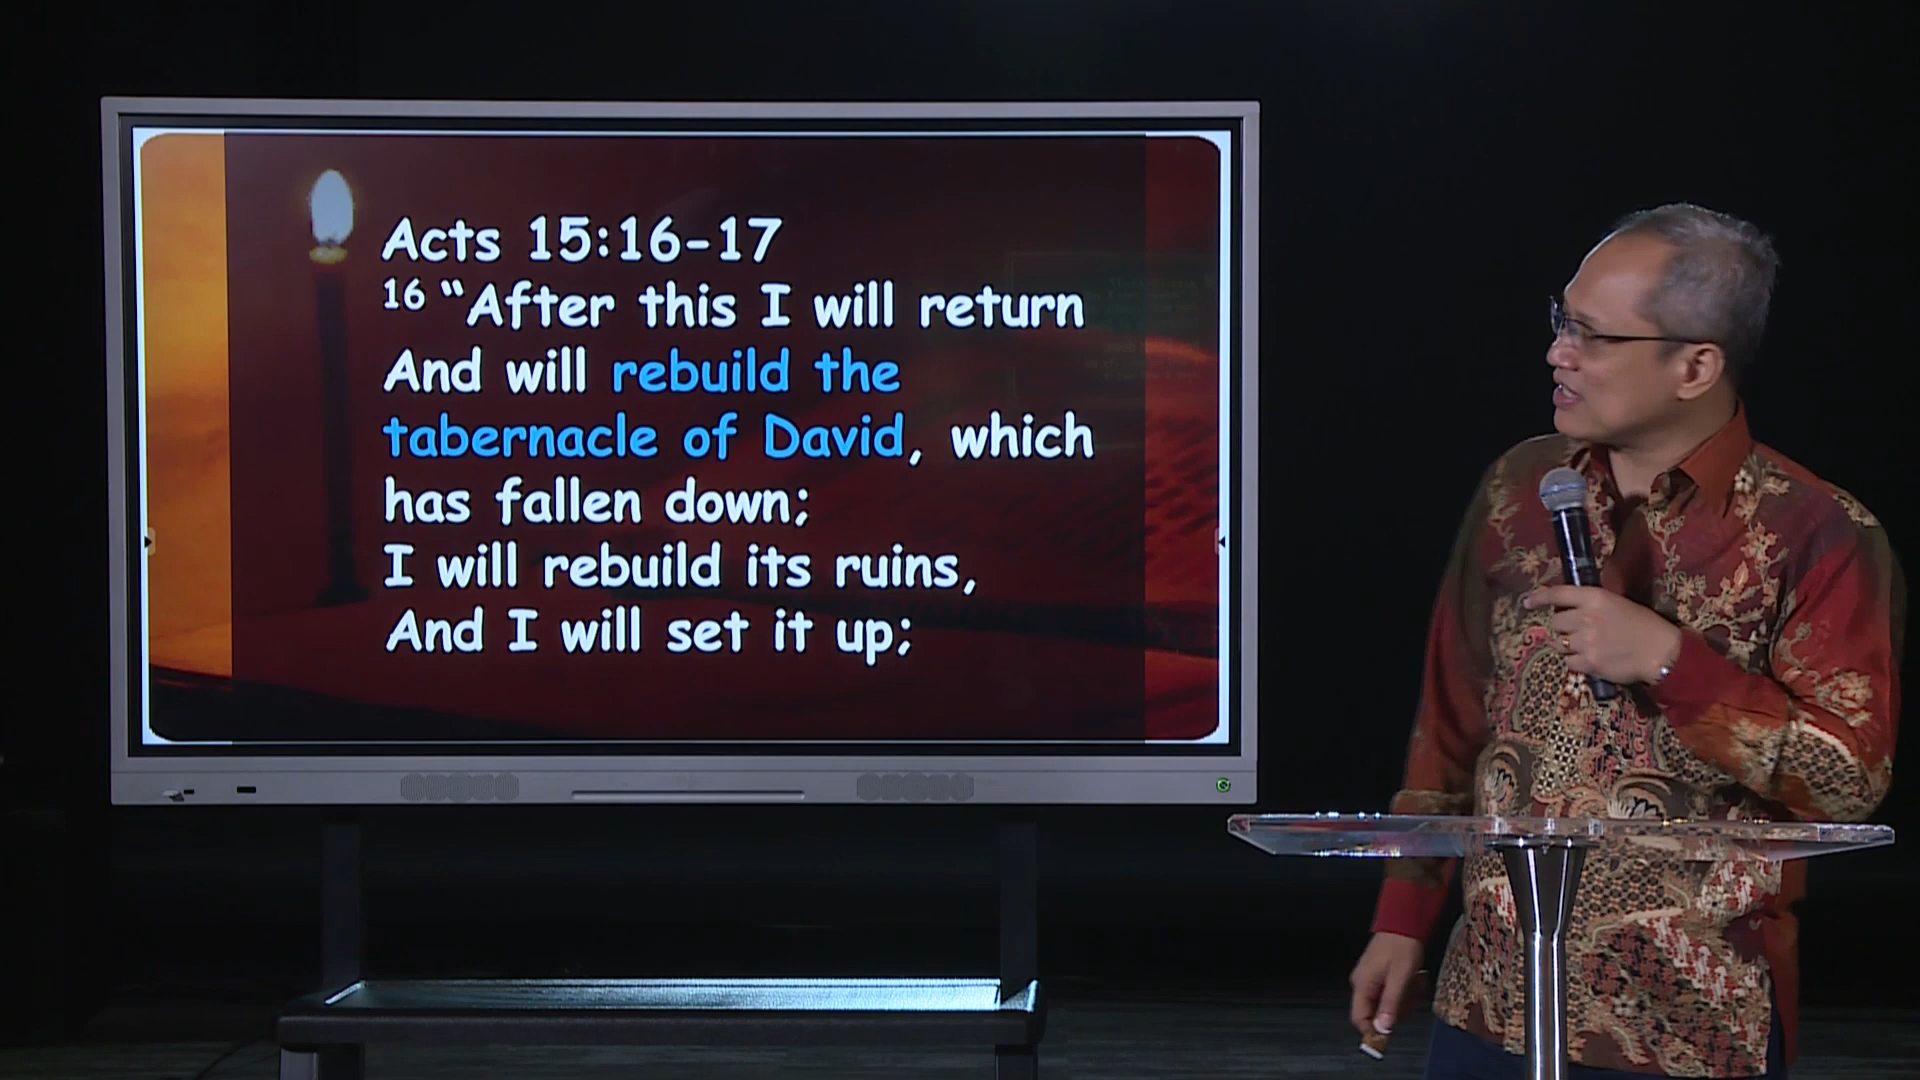 Acts 15:16-17
16 “After this I will return
And will rebuild the
tabernacle of David, which
has fallen down;
I will rebuild its ruins,
And I will set it up;